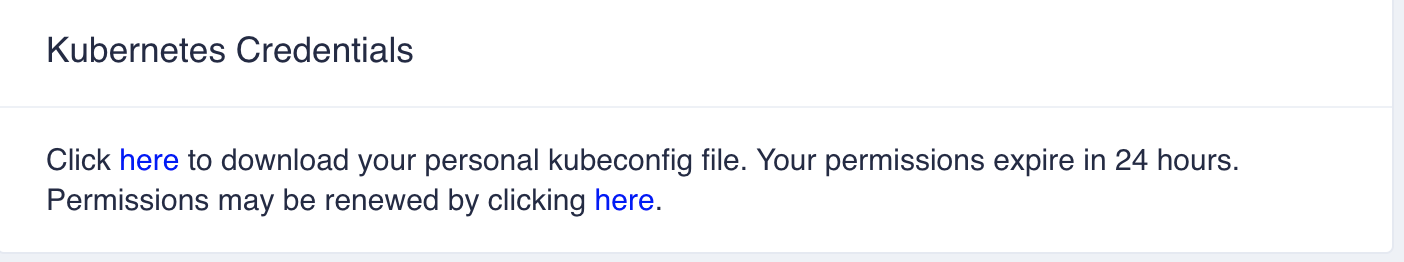 Kubernetes Credentials
Click here to download your personal kubeconfig file. Your permissions expire in 24 hours.
Permissions may be renewed by clicking here.